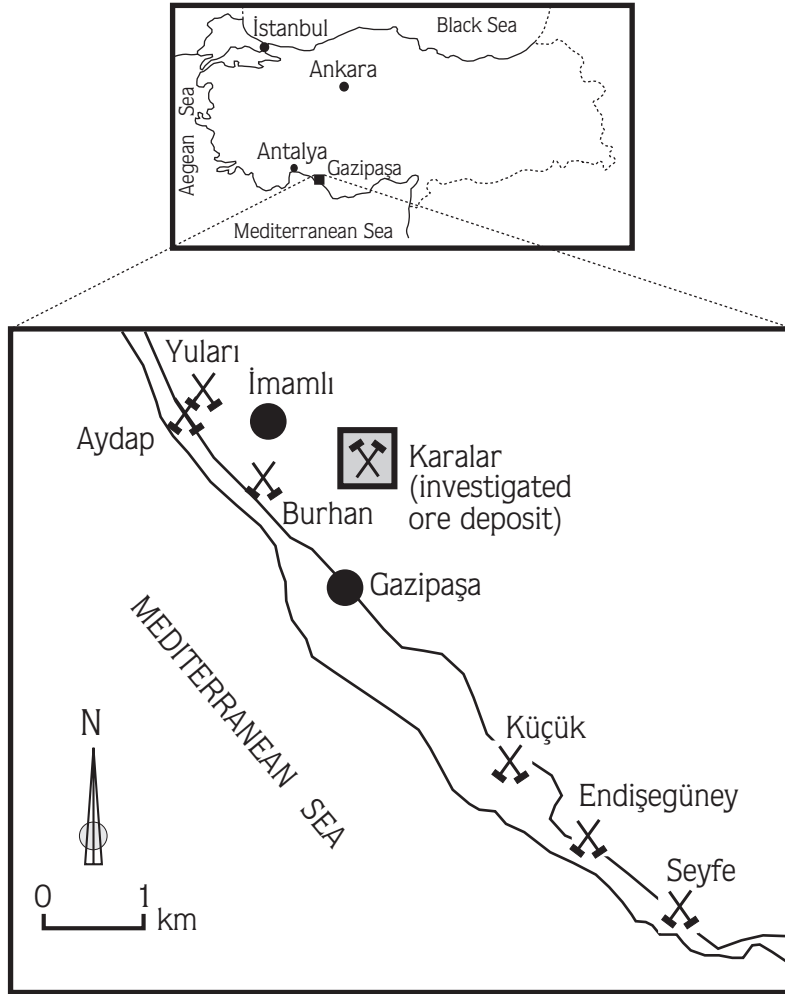 İstanbul
Black Sea
Ankara
Aegean Sea
Antalya
Gazipaşa
Mediterranean Sea
Yuları
İmamlı
Aydap
Karalar
(investigated
ore deposit)
Burhan
Gazipaşa
MEDITERRANEAN SEA
N
Küçük
Endişegüney
Seyfe
0 1
km